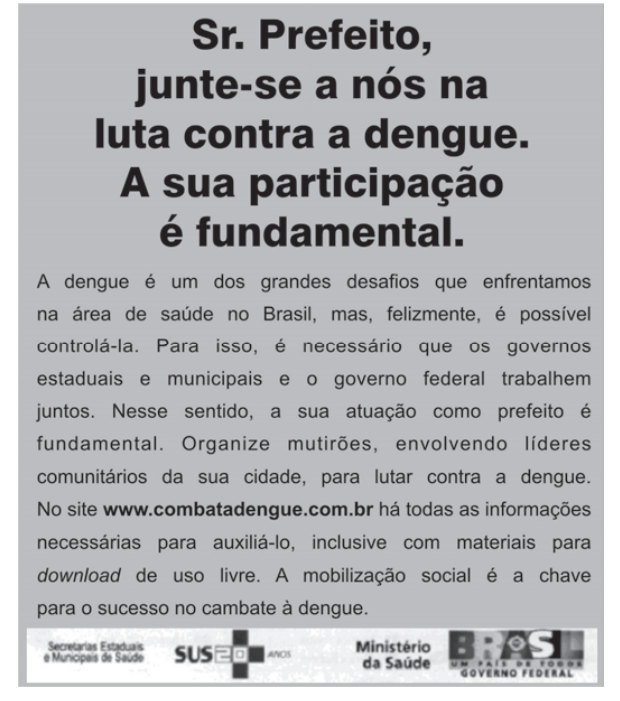 Sr. Prefeito,
junte-se a nós na
luta contra a dengue.
A sua participação
é fundamental.
A dengue é um dos grandes desafios que enfrentamos
na área de saúde no Brasil, mas, felizmente, é possível
controlá-la. Para isso, é necessário que os governos
estaduais e municipais e o governo federal trabalhem
juntos. Nesse sentido, a sua atuação como prefeito é
fundamental. Organize mutirões, envolvendo líderes
comunitários da sua cidade, para lutar contra a dengue.
No site www.combatadengue.com.br há todas as informações
necessárias para auxiliá-lo, inclusive com materiais para
download de uso livre. A mobilização social é a chave
para o sucesso no cambate à dengue.
Secretarias Estaduais
e Municipais de Saúde
SUS 20 ANOS
Ministério
da Saúde
BRASIL
UM PAÍS DE TODOS
GOVERNO FEDERAL